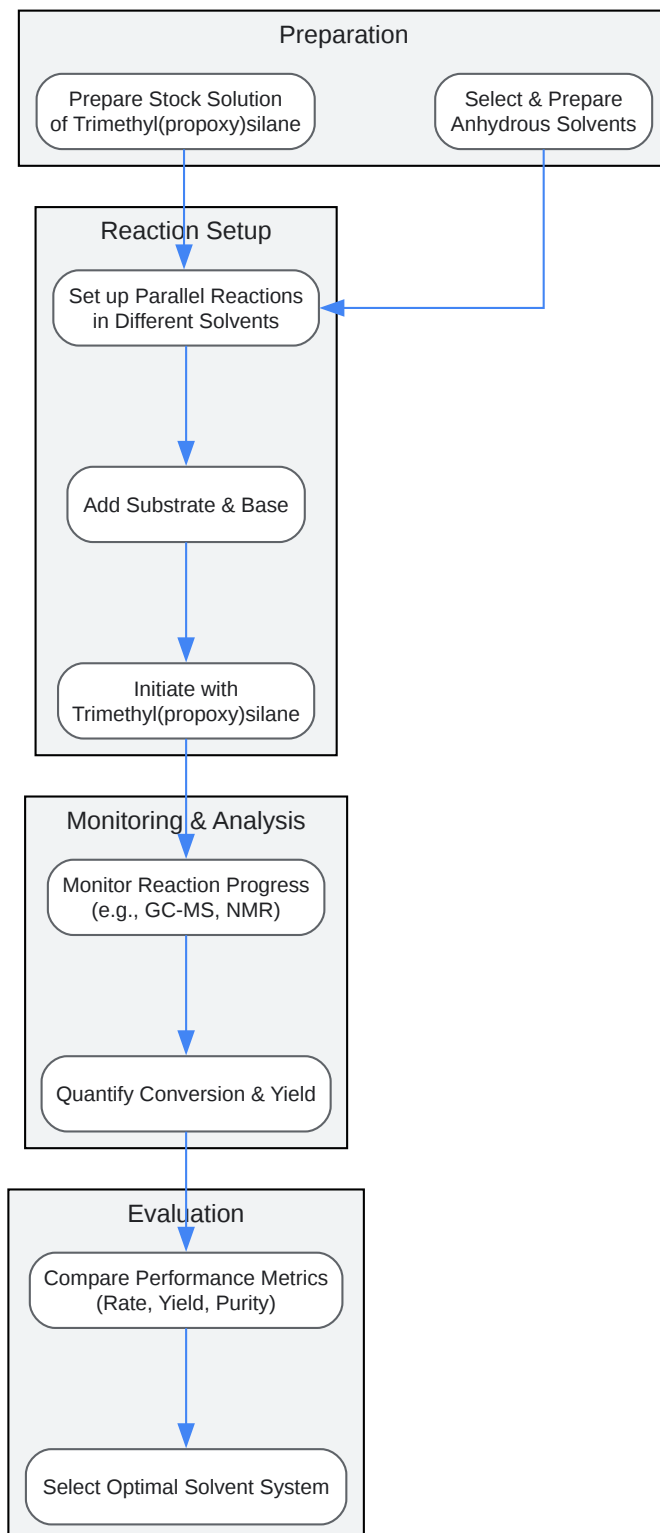 Preparation
Prepare Stock Solution
of Trimethyl(propoxy)silane
Select & Prepare
Anhydrous Solvents
Reaction Setup
Set up Parallel Reactions
in Different Solvents
Add Substrate & Base
Initiate with
Trimethyl(propoxy)silane
Monitoring & Analysis
Monitor Reaction Progress
(e.g., GC-MS, NMR)
Quantify Conversion & Yield
Evaluation
Compare Performance Metrics
(Rate, Yield, Purity)
Select Optimal Solvent System